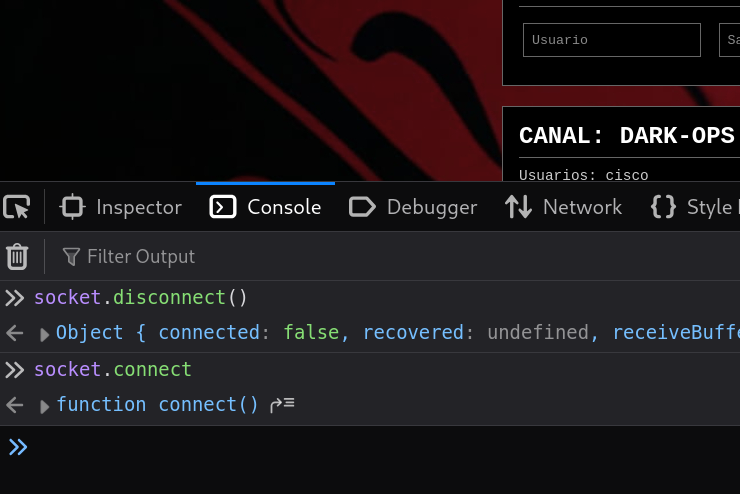 Usuario
CANAL: DARK-OPS
Usuarios: cisco
Inspector Console Debugger Network Style
Filter Output
socket.disconnect()
Object { connected: false, recovered: undefined, receiveBuffe
socket.connect
function connect()